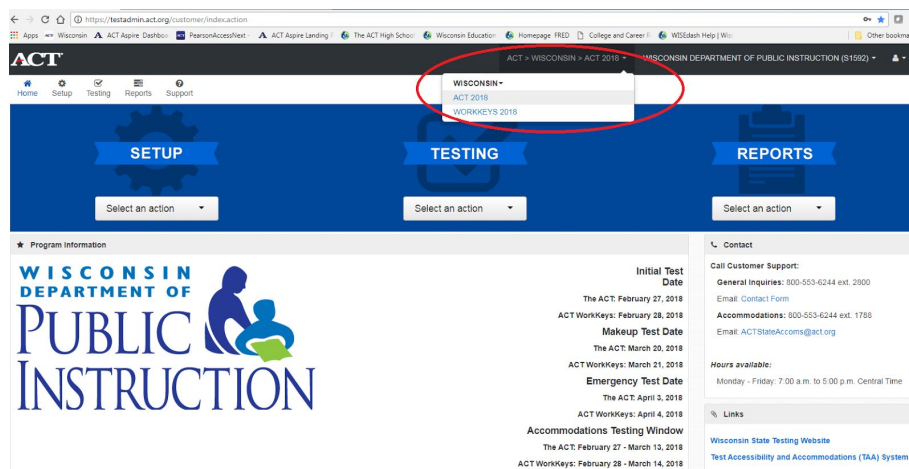 https://testadmin.act.org/customer/index.action
Apps Wisconsin ACT Aspire Dashboa PearsonAccessNext - ACT Aspire Landing The ACT High School Wisconsin Education Homepage FRED College and Career WISEdash Help | Wis Other bookma
ACT ACT > WISCONSIN > ACT 2018 WISCONSIN DEPARTMENT OF PUBLIC INSTRUCTION (S1592)
Home Setup Testing Reports Support
WISCONSIN
ACT 2018
WORKKEYS 2018
SETUP TESTING REPORTS
Select an action Select an action Select an action
Program Information
WISCONSIN
DEPARTMENT OF
PUBLIC
INSTRUCTION
Initial Test
Date
The ACT: February 27, 2018
ACT WorkKeys: February 28, 2018
Makeup Test Date
The ACT: March 20, 2018
ACT WorkKeys: March 21, 2018
Emergency Test Date
The ACT: April 3, 2018
ACT WorkKeys: April 4, 2018
Accommodations Testing Window
The ACT: February 27 - March 13, 2018
ACT WorkKeys: February 28 - March 14, 2018
Contact
Call Customer Support:
General Inquiries: 800-553-6244 ext. 2800
Email: Contact Form
Accommodations: 800-553-6244 ext. 1788
Email: ACTStateAccoms@act.org
Hours available:
Monday - Friday: 7:00 a.m. to 5:00 p.m. Central Time
Links
Wisconsin State Testing Website
Test Accessibility and Accommodations (TAA) System